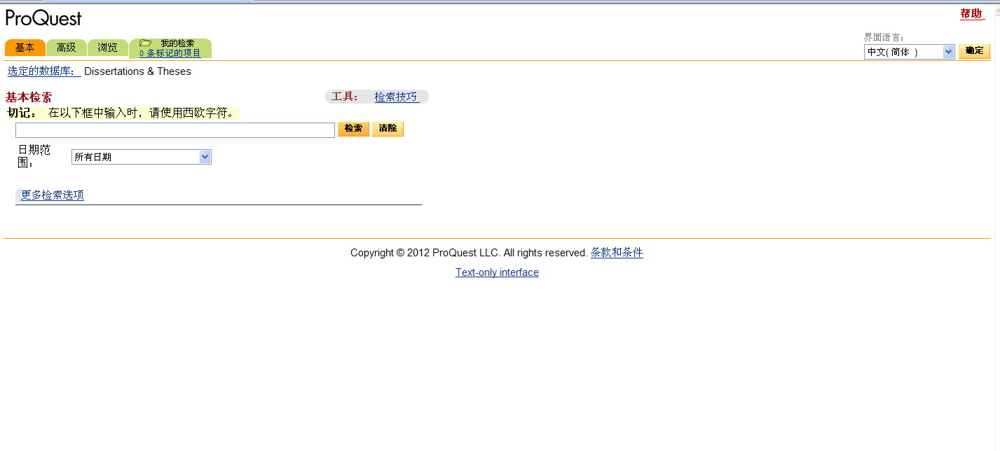 ProQuest
帮助
界面语言：
基本
高级
浏览
我的检索
0 条标记的项目
中文( 简体 )
确定
选定的数据库： Dissertations & Theses
基本检索
工具： 检索技巧
切记： 在以下框中输入时，请使用西欧字符。
检索 清除
日期范
围：
所有日期
更多检索选项
Copyright © 2012 ProQuest LLC. All rights reserved. 条款和条件
Text-only interface